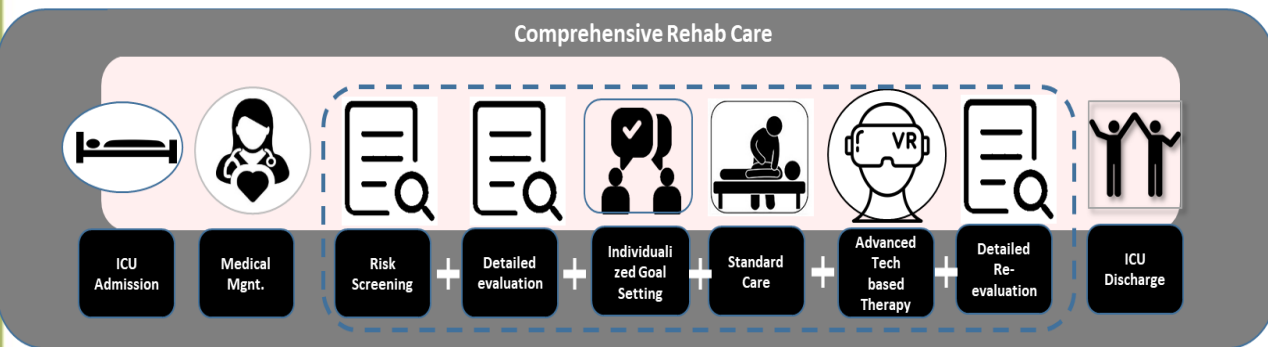 Comprehensive Rehab Care
VR
ICU
Admission
Medical
Mgnt.
Risk
Screening
+
Detailed
evaluation
+
Individuali
zed Goal
Setting
+
Standard
Care
+
Advanced
Tech
based
Therapy
+
Detailed
Re-
evaluation
ICU
Discharge